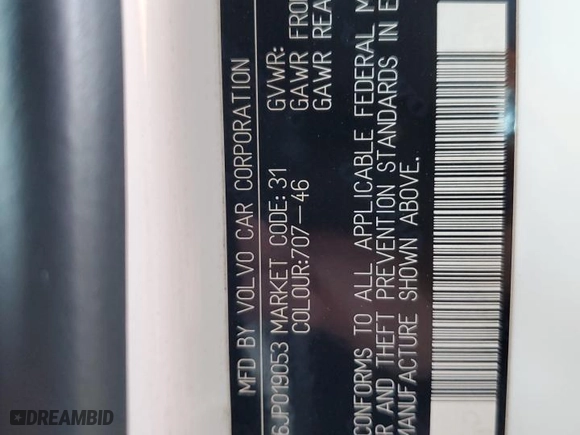 MFD BY VOLVO CAR CORPORATION
6JP019053 MARKET CODE: 31
COLOUR:707-46
GVWR:
GAWR
GAWR
CONFORMS TO ALL APPLICABLE FEDERAL
AND THEFT PREVENTION STANDARDS IN
MANUFACTURE SHOWN ABOVE.
DREAMBID